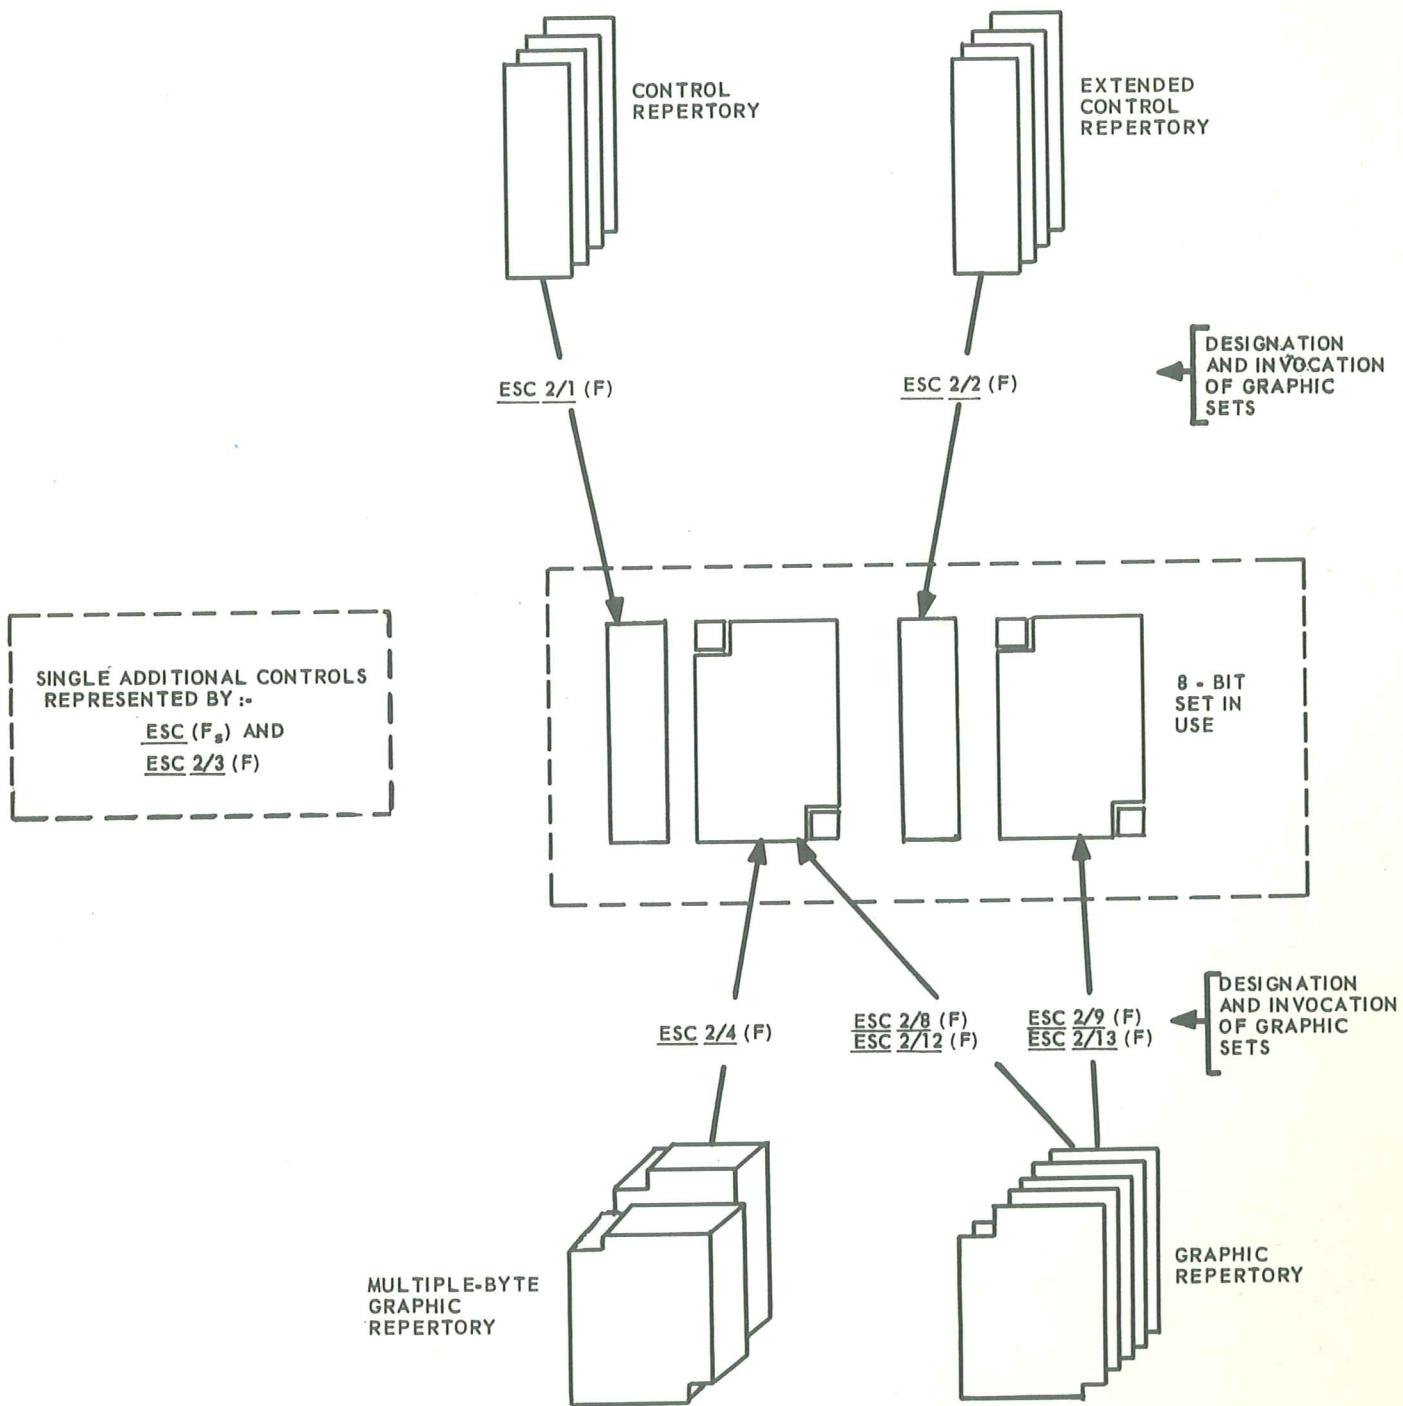 CONTROL
REPERTORY
EXTENDED
CONTROL
REPERTORY
DESIGNATION
AND INVOCATION
OF GRAPHIC
SETS
ESC 2/1 (F)
ESC 2/2 (F)
SINGLE ADDITIONAL CONTROLS
REPRESENTED BY :-
ESC (Fs) AND
ESC 2/3 (F)
8 - BIT
SET IN
USE
ESC 2/4 (F)
ESC 2/8 (F)
ESC 2/12 (F)
ESC 2/9 (F)
ESC 2/13 (F)
DESIGNATION
AND INVOCATION
OF GRAPHIC
SETS
MULTIPLE-BYTE
GRAPHIC
REPERTORY
GRAPHIC
REPERTORY